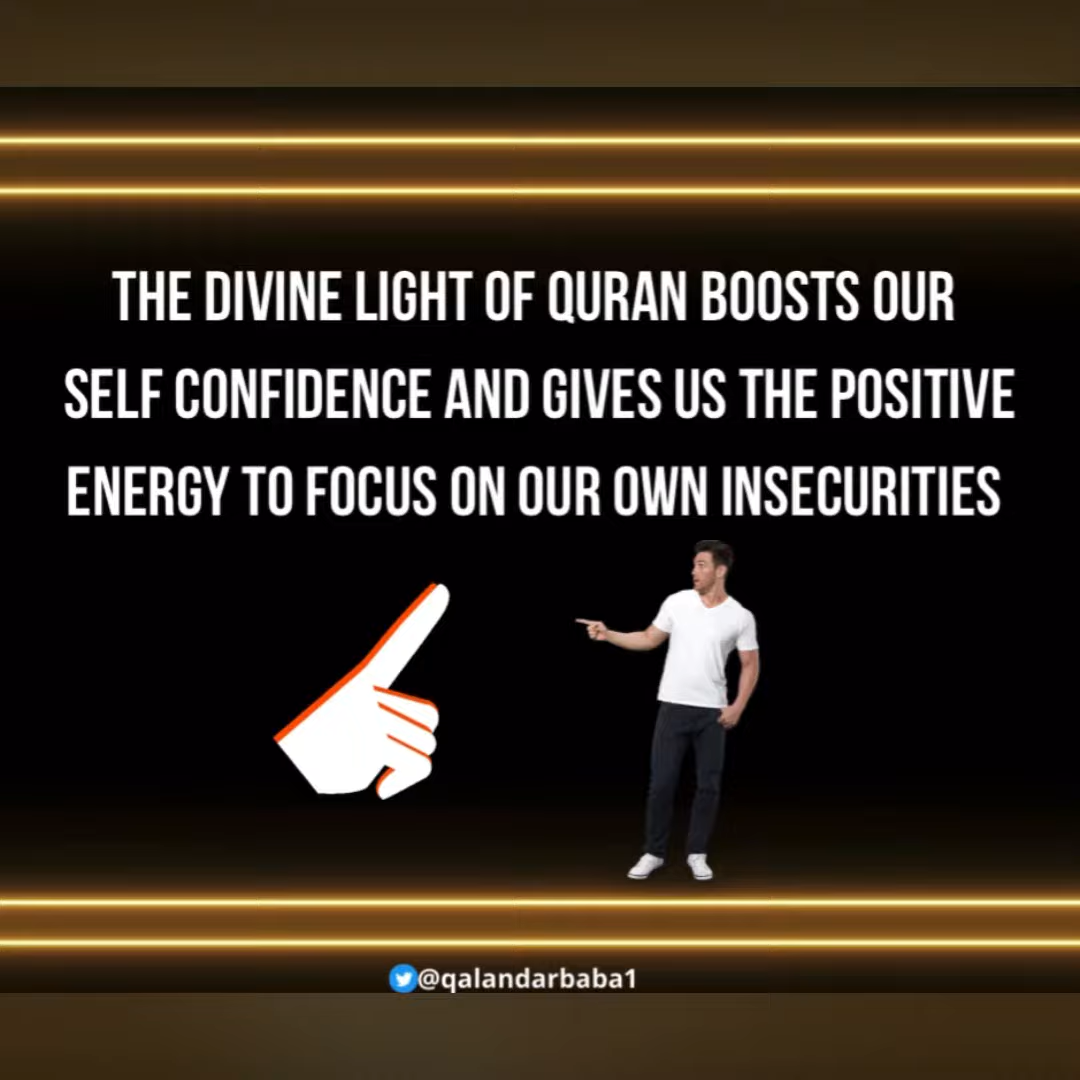 THE DIVINE LIGHT OF QURAN BOOSTS OUR
SELF CONFIDENCE AND GIVES US THE POSITIVE
ENERGY TO FOCUS ON OUR OWN INSECURITIES
@qalandarbaba1